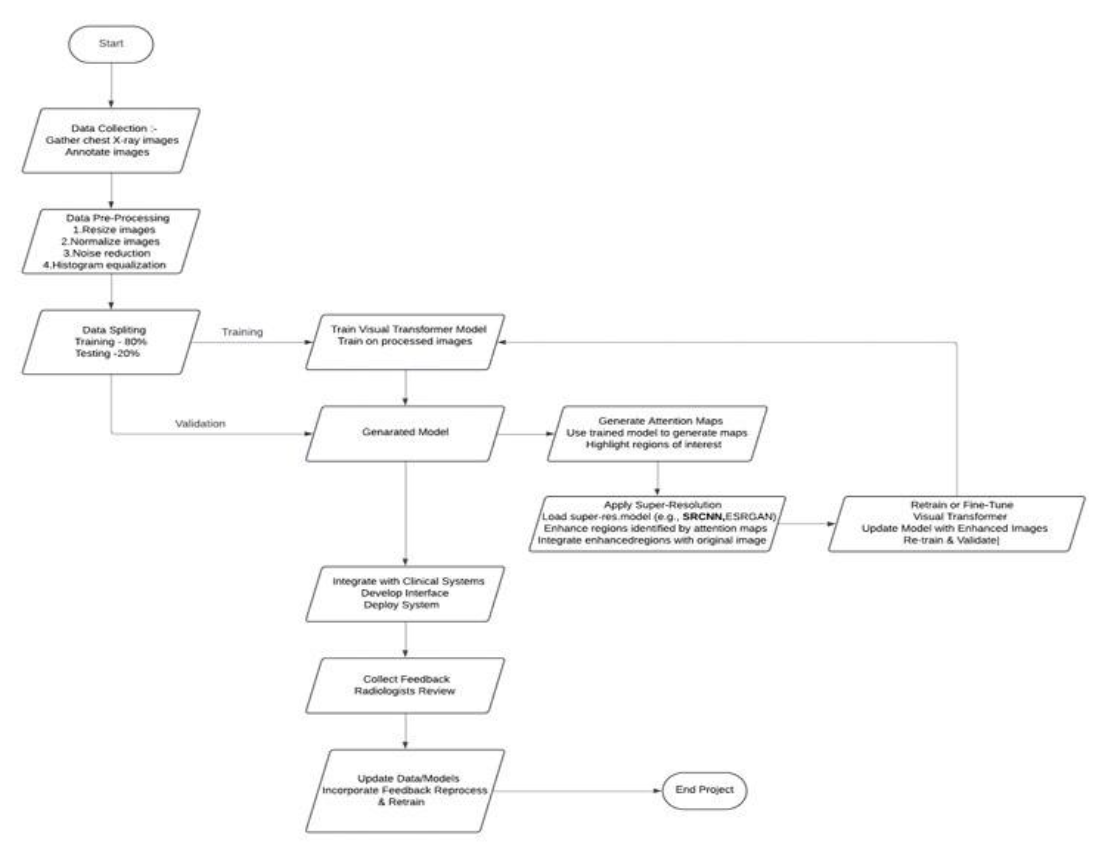 Start
Data Collection :-
Gather chest X-ray images
Annotate images
Data Pre-Processing
1.Resize images
2.Normalize images
3.Noise reduction
4.Histogram equalization
Data Spliting
Training - 80%
Testing -20%
Training
Validation
Train Visual Transformer Model
Train on processed images
Genarated Model
Generate Attention Maps
Use trained model to generate maps
Highlight regions of interest
Apply Super-Resolution
Load super-res.model (e.g., SRCNN,ESRGAN)
Enhance regions identified by attention maps
Integrate enhancedregions with original image
Retrain or Fine-Tune
Visual Transformer
Update Model with Enhanced Images
Re-train & Validate|
Integrate with Clinical Systems
Develop Interface
Deploy System
Collect Feedback
Radiologists Review
Update Data/Models
Incorporate Feedback Reprocess
& Retrain
End Project